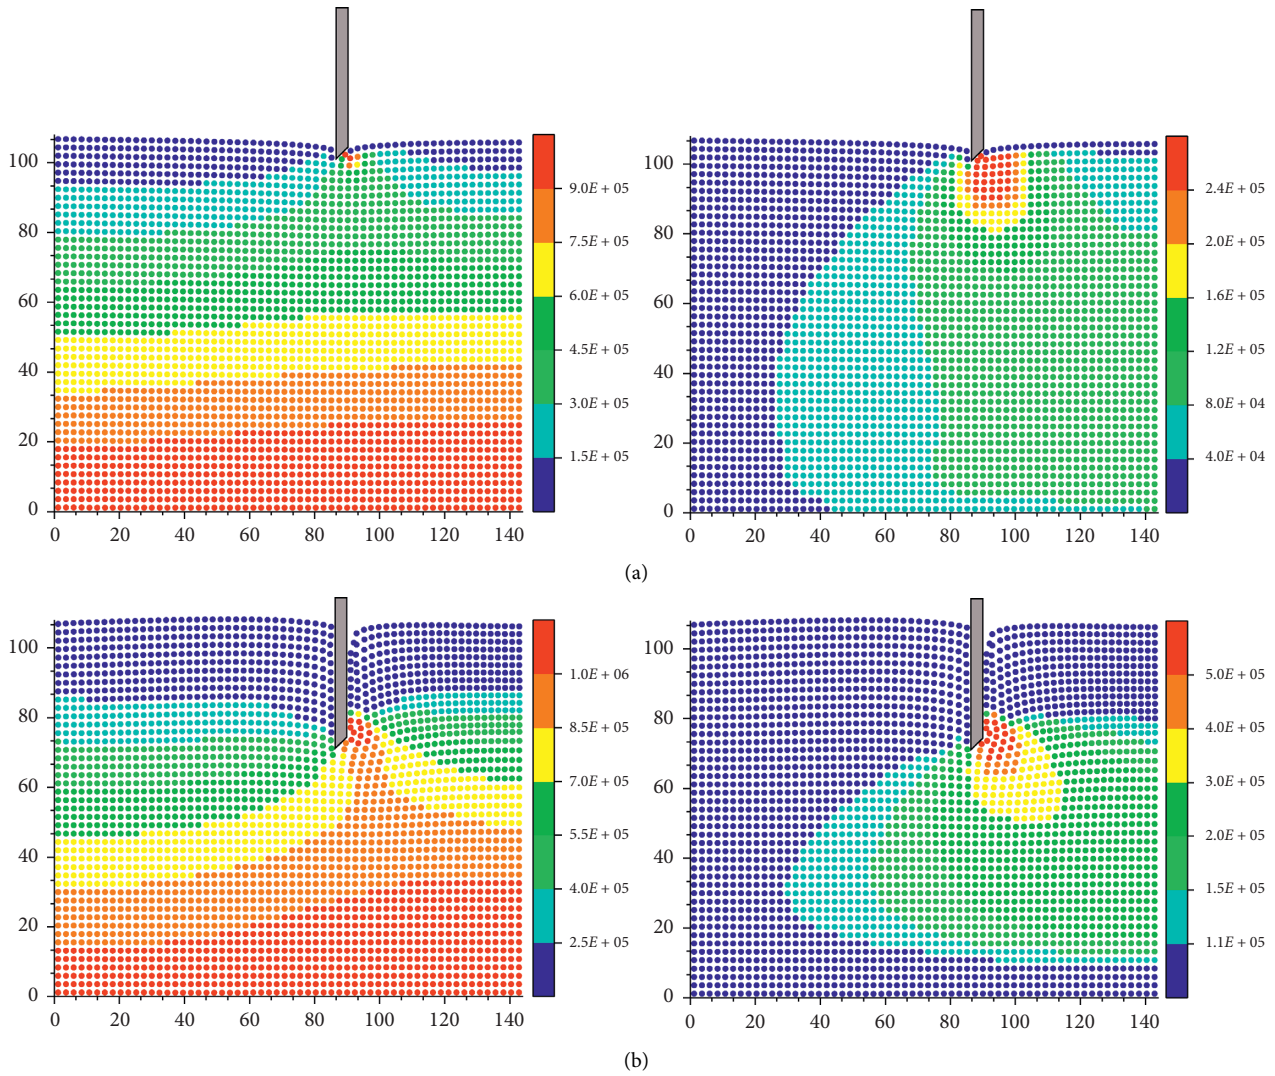 100
80
60
40
20
0
0 20 40 60 80 100 120 140
9.0E + 05
7.5E + 05
6.0E + 05
4.5E + 05
3.0E + 05
1.5E + 05
100
80
60
40
20
0
0 20 40 60 80 100 120 140
2.4E + 05
2.0E + 05
1.6E + 05
1.2E + 05
8.0E + 04
4.0E + 04
(a)
100
80
60
40
20
0
0 20 40 60 80 100 120 140
1.0E + 06
8.5E + 05
7.0E + 05
5.5E + 05
4.0E + 05
2.5E + 05
100
80
60
40
20
0
0 20 40 60 80 100 120 140
5.0E + 05
4.0E + 05
3.0E + 05
2.0E + 05
1.5E + 05
1.1E + 05
(b)